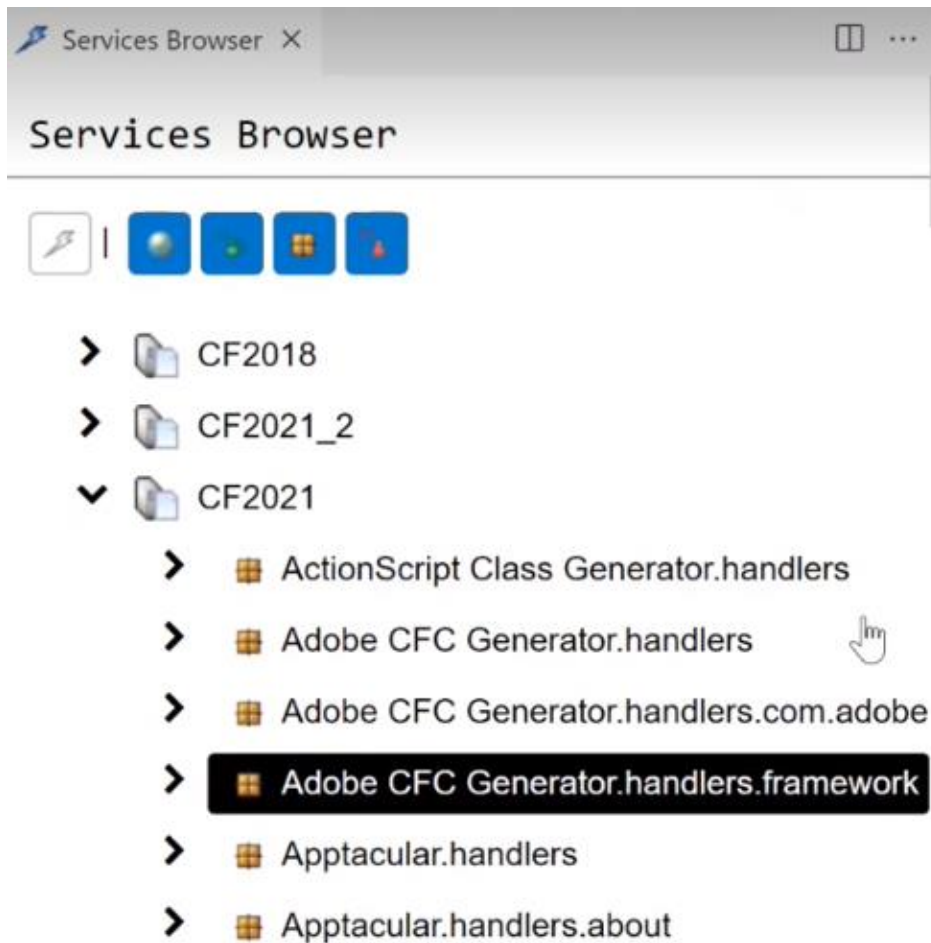 Services Browser
Services Browser
CF2018
CF2021_2
CF2021
ActionScript Class Generator.handlers
Adobe CFC Generator.handlers
Adobe CFC Generator.handlers.com.adobe
Adobe CFC Generator.handlers.framework
Apptacular.handlers
Apptacular.handlers.about